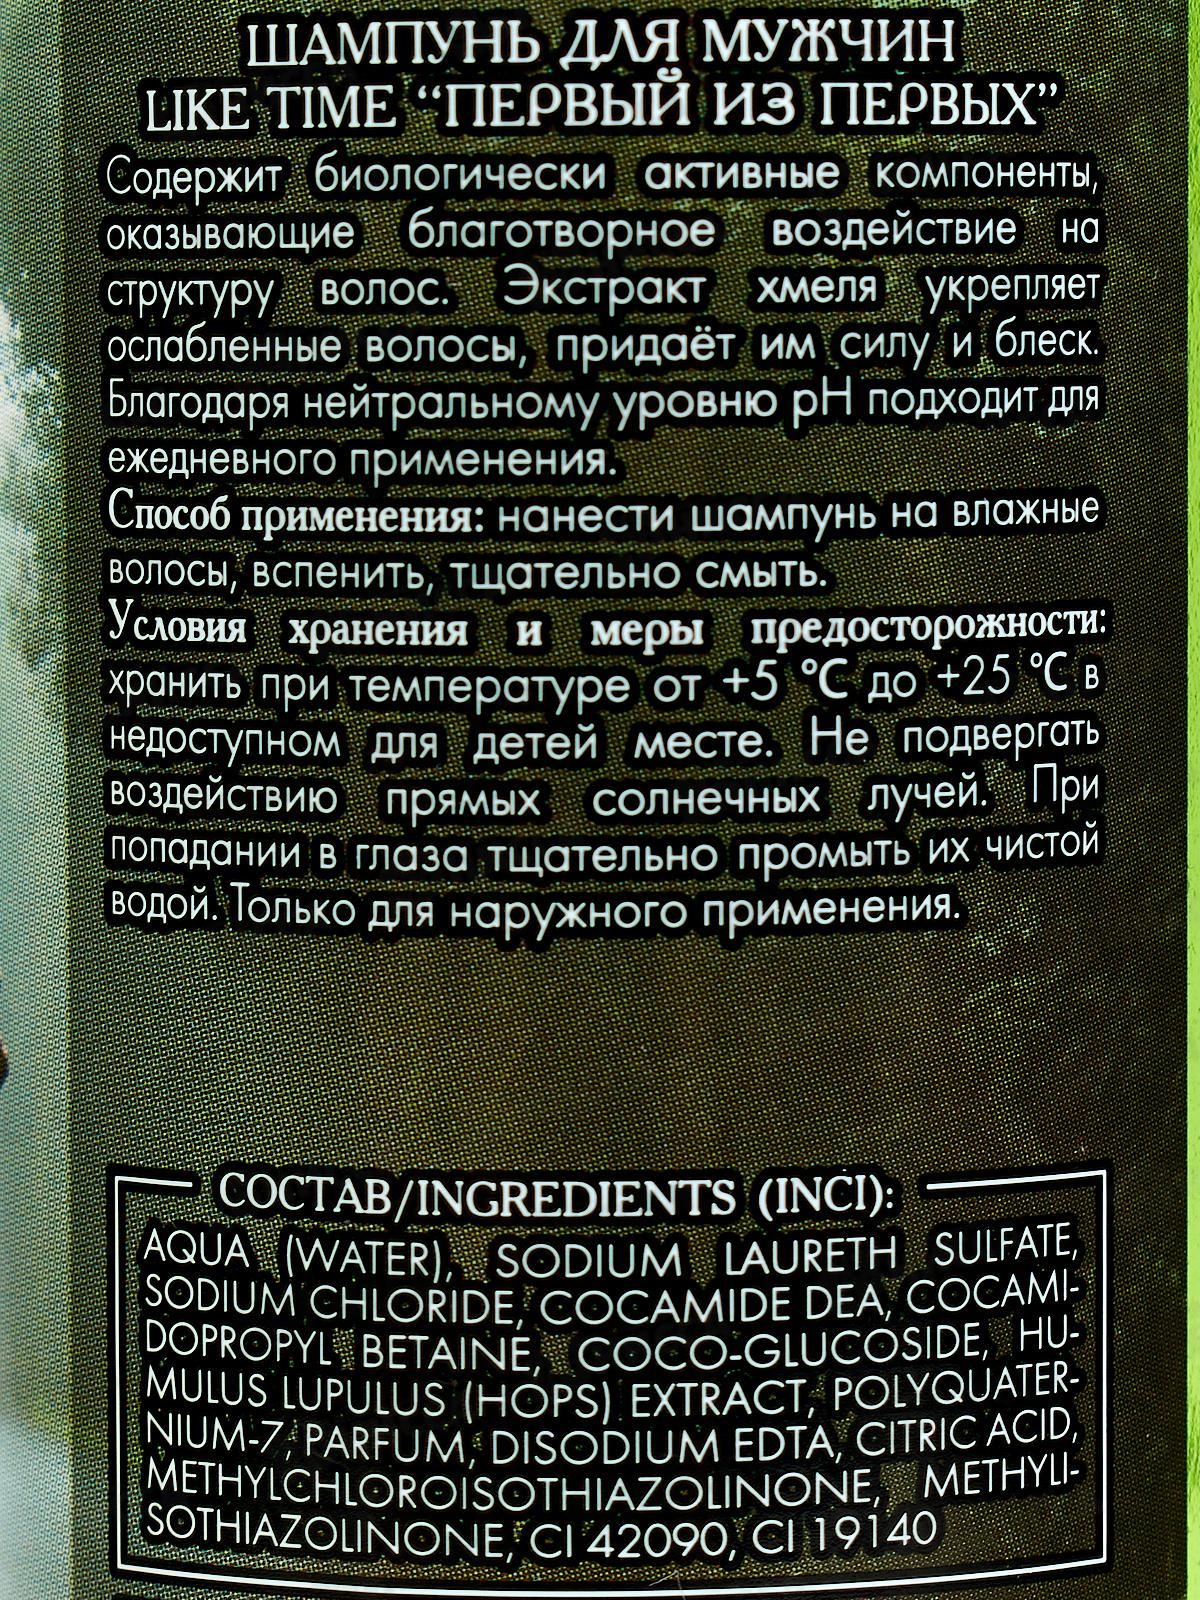 ШАМПУНЬ ДЛЯ МУЖЧИН
LIKE TIME “ПЕРВЫЙ ИЗ ПЕРВЫХ”
Содержит биологически активные компоненты,
оказывающие благотворное воздействие на
структуру волос. Экстракт хмеля укрепляет
ослабленные волосы, придаёт им силу и блеск.
Благодаря нейтральному уровню pH подходит для
ежедневного применения.
Способ применения: нанести шампунь на влажные
волосы, вспенить, тщательно смыть.
Условия хранения и меры предосторожности:
хранить при температуре от +5 °C до +25 °C в
недоступном для детей месте. Не подвергать
воздействию прямых солнечных лучей. При
попадании в глаза тщательно промыть их чистой
водой. Только для наружного применения.
СОСТАВ/INGREDIENTS (INCI):
AQUA (WATER), SODIUM LAURETH SULFATE,
SODIUM CHLORIDE, COCAMIDE DEA, COCAMI-
DOPROPYL BETAINE, COCO-GLUCOSIDE, HU-
MULUS LUPULUS (HOPS) EXTRACT, POLYQUATER-
NIUM-7, PARFUM, DISODIUM EDTA, CITRIC ACID,
METHYLCHLOROISOTHIAZOLINONE, METHYLI-
SOTHIAZOLINONE, CI 42090, CI 19140